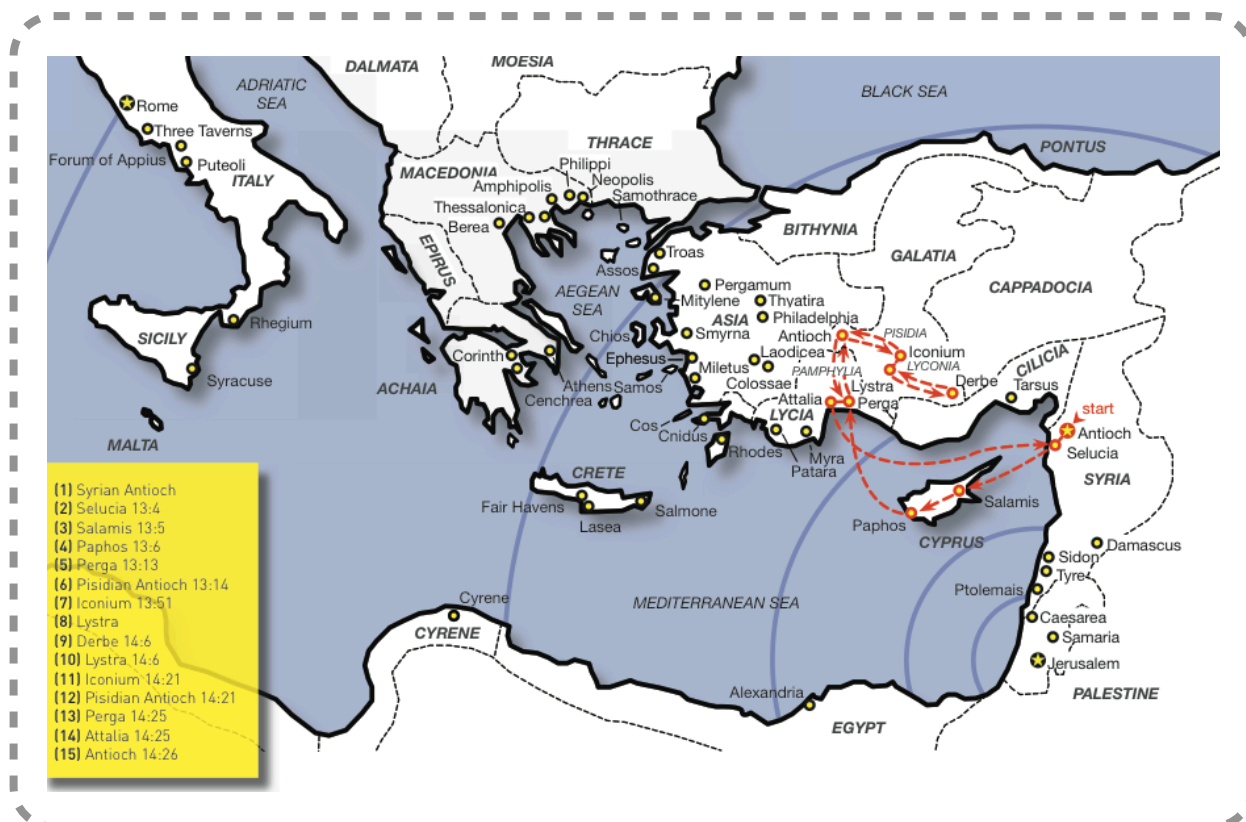 DALMATA
MOESIA
ADRIATIC
SEA
BLACK SEA
Rome
Three Taverns
Forum of Appius
Puteoli
ITALY
THRACE
PONTUS
MACEDONIA
Philippi
Neopolis
Amphipolis
Samothrace
Thessalonica
Berea
BITHYNIA
EPIRUS
GALATIA
Troas
Assos
CAPPADOCIA
AEGEAN
SEA
Pergamum
Mitylene
Thyatira
ASIA
Philadelphia
SICILY
Rhegium
Chios
Smyrna
Antioch
PISIDIA
Corinth
Ephesus
Laodicea
Iconium
LYCONIA
CILICIA
Syracuse
ACHAIA
Athens
Samos
Miletus
Colossae
PAMPHYLIA
Lystra
Derbe
Tarsus
Cenchrea
Attalia
Perga
start
MALTA
Cos
Cnidus
LYCIA
Antioch
Selucia
Rhodes
Patara
Myra
SYRIA
CRETE
Fair Havens
Lasea
Salmone
Salamis
Paphos
CYPRUS
Damascus
Sidon
Tyre
Ptolemais
Cyrene
CYRENE
MEDITERRANEAN SEA
Caesarea
Samaria
Jerusalem
Alexandria
PALESTINE
EGYPT
(1) Syrian Antioch
(2) Selucia 13:4
(3) Salamis 13:5
(4) Paphos 13:6
(5) Perga 13:13
(6) Pisidian Antioch 13:14
(7) Iconium 13:51
(8) Lystra
(9) Derbe 14:6
(10) Lystra 14:6
(11) Iconium 14:21
(12) Pisidian Antioch 14:21
(13) Perga 14:25
(14) Attalia 14:25
(15) Antioch 14:26